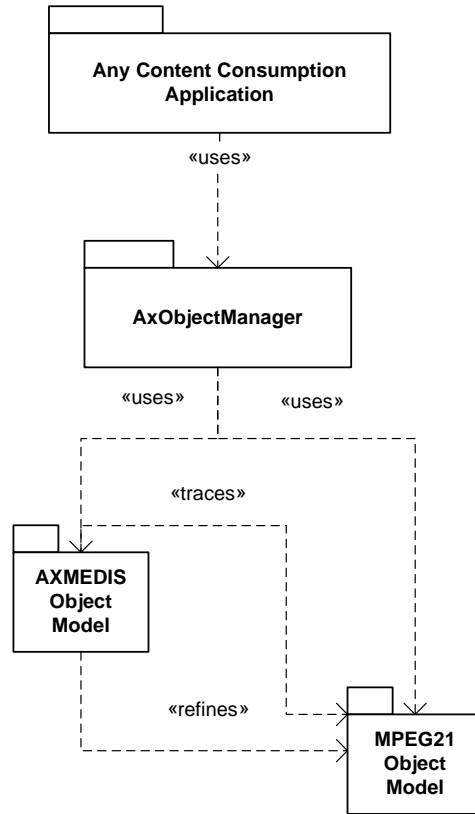 Any Content Consumption
Application
«uses»
AxObjectManager
«uses»
«uses»
«traces»
AXMEDIS
Object
Model
«refines»
MPEG21
Object
Model